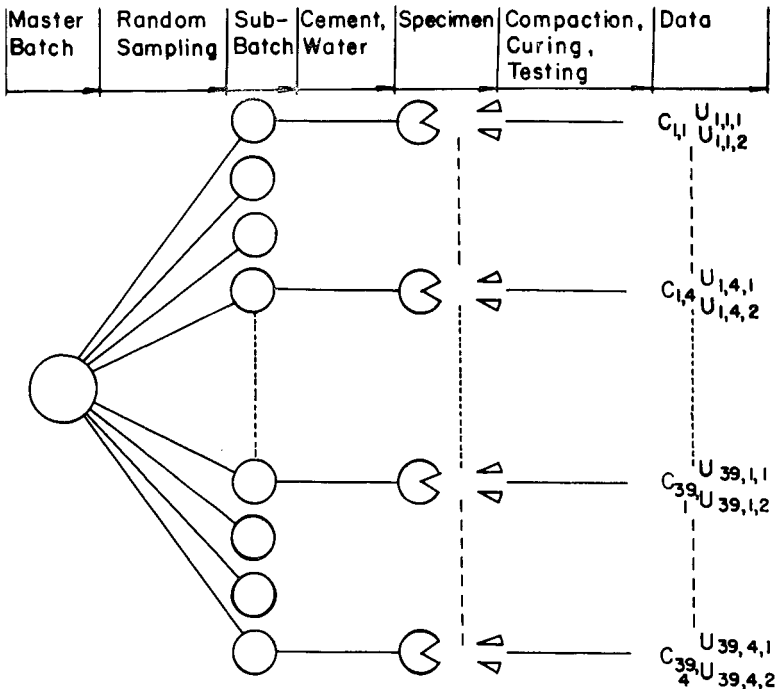 Master Batch
Random Sampling
Sub-Batch
Cement, Water
Specimen
Compaction, Curing, Testing
Data
C1,1 U1,1,1
U1,1,2
C1,4 U1,4,1
U1,4,2
C39,1 U39,1,1
U39,1,2
C39,4 U39,4,1
U39,4,2